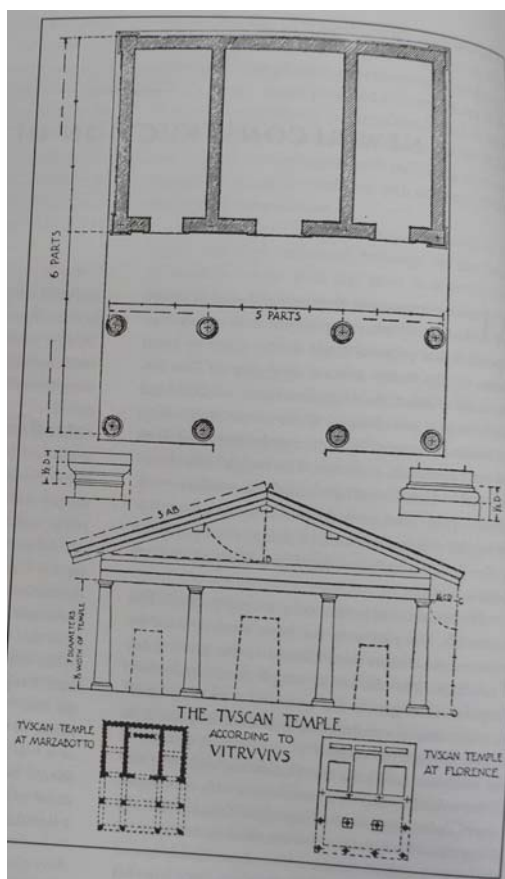 6 PARTS
5 PARTS
½ D
½ D
3 AB
A
B
C
D
7 DIAMETERS
⅓ WIDTH OF TEMPLE
THE TVSCAN TEMPLE
ACCORDING TO
VITRVVIVS
TVSCAN TEMPLE
AT MARZABOTTO
TVSCAN TEMPLE
AT FLORENCE